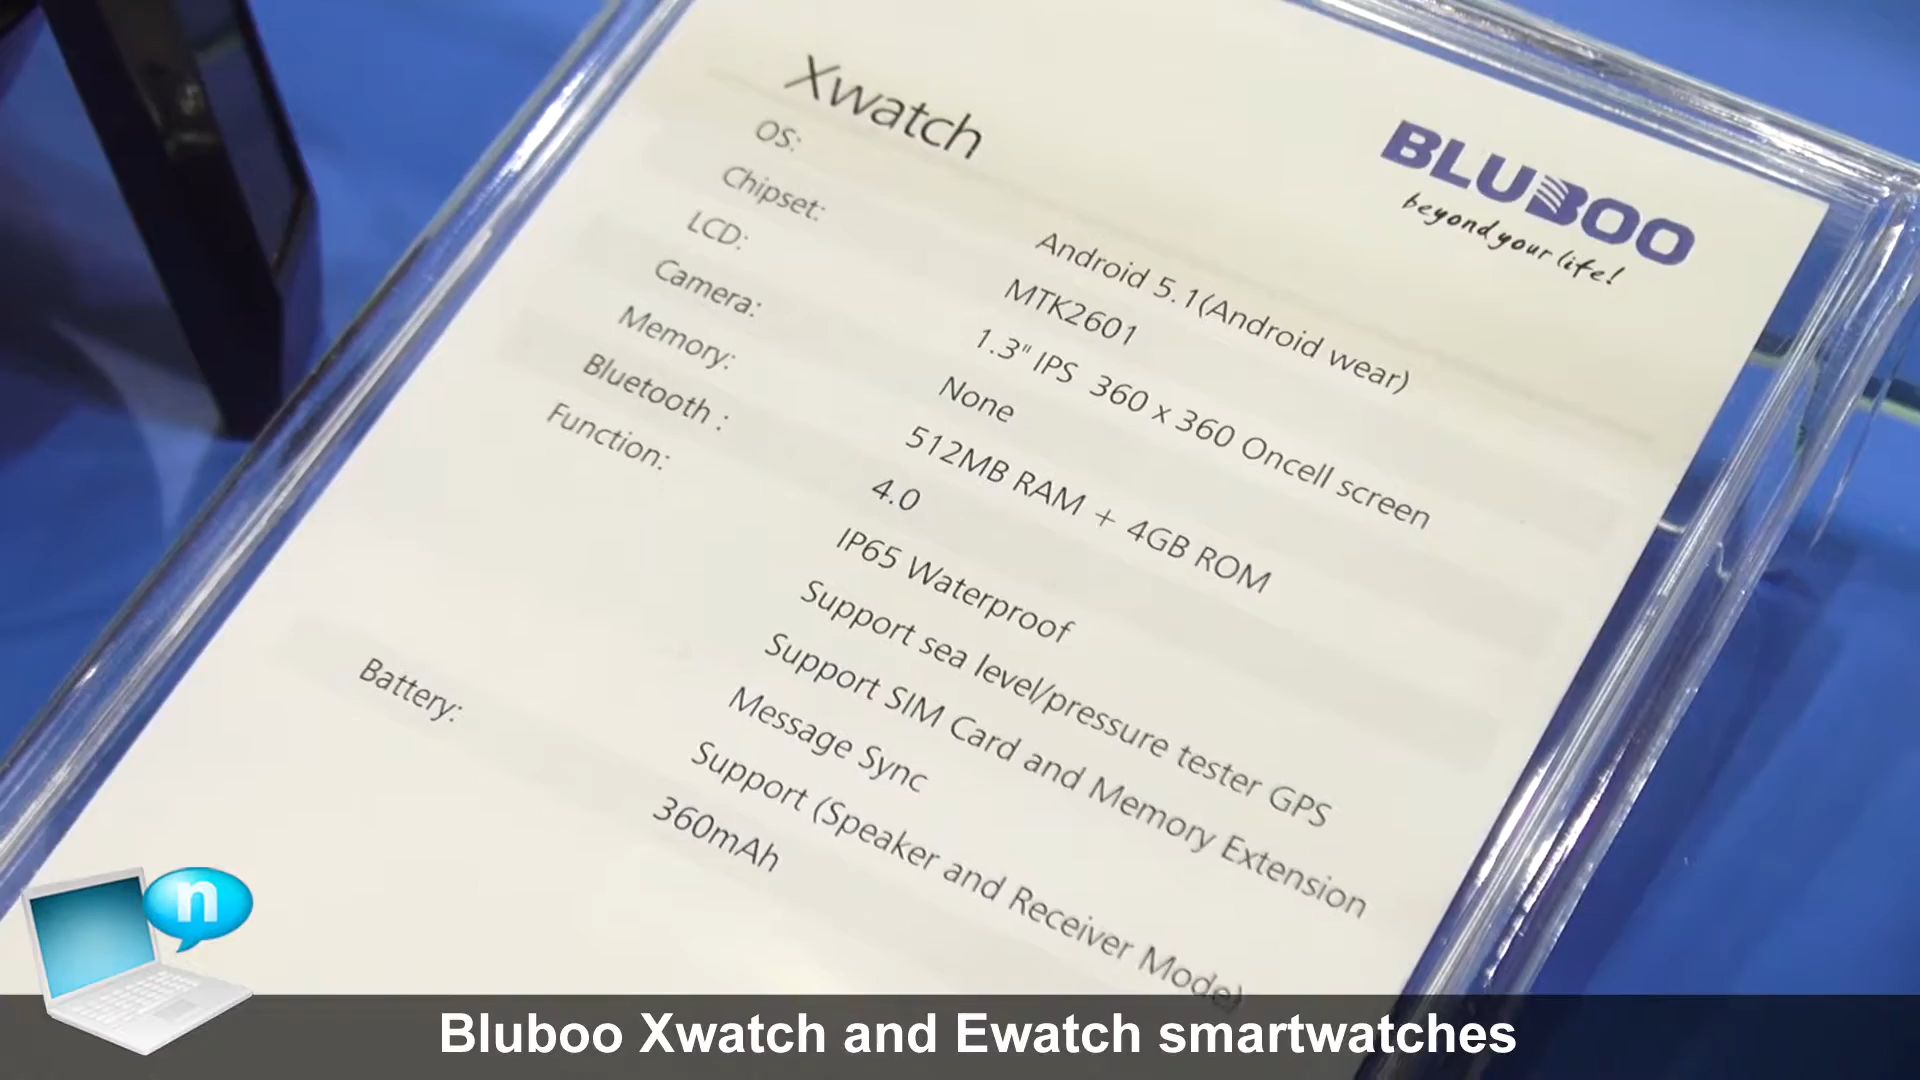 Xwatch
BLUBOO
beyond your life!
OS: Android 5.1(Android wear)
Chipset: MTK2601
LCD: 1.3" IPS 360 x 360 Oncell screen
Camera: None
Memory: 512MB RAM + 4GB ROM
Bluetooth : 4.0
Function: IP65 Waterproof
Support sea level/pressure tester GPS
Support SIM Card and Memory Extension
Message Sync
Support (Speaker and Receiver Mode)
Battery: 360mAh
n
Bluboo Xwatch and Ewatch smartwatches